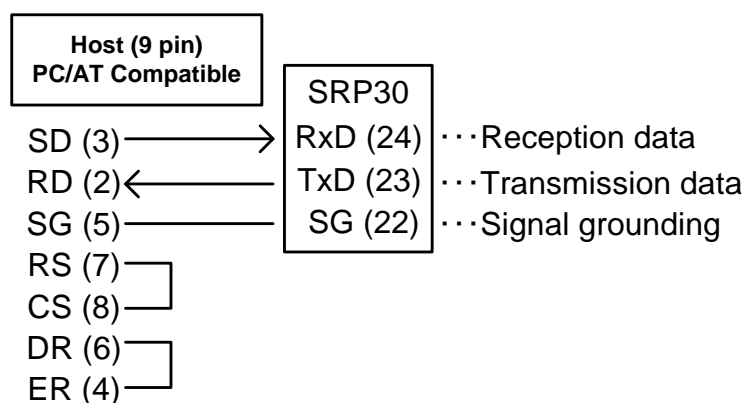 Host (9 pin)
PC/AT Compatible
SRP30
SD (3) RxD (24) ···Reception data
RD (2) TxD (23) ···Transmission data
SG (5) SG (22) ···Signal grounding
RS (7)
CS (8)
DR (6)
ER (4)